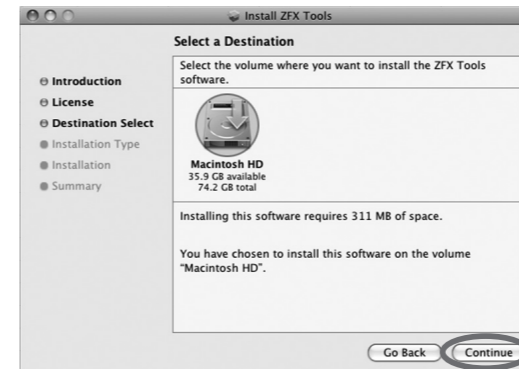 Install ZFX Tools
Select a Destination
Introduction
License
Destination Select
Installation Type
Installation
Summary
Select the volume where you want to install the ZFX Tools
software.
Macintosh HD
35.9 GB available
74.2 GB total
Installing this software requires 311 MB of space.
You have chosen to install this software on the volume
“Macintosh HD”.
Go Back
Continue